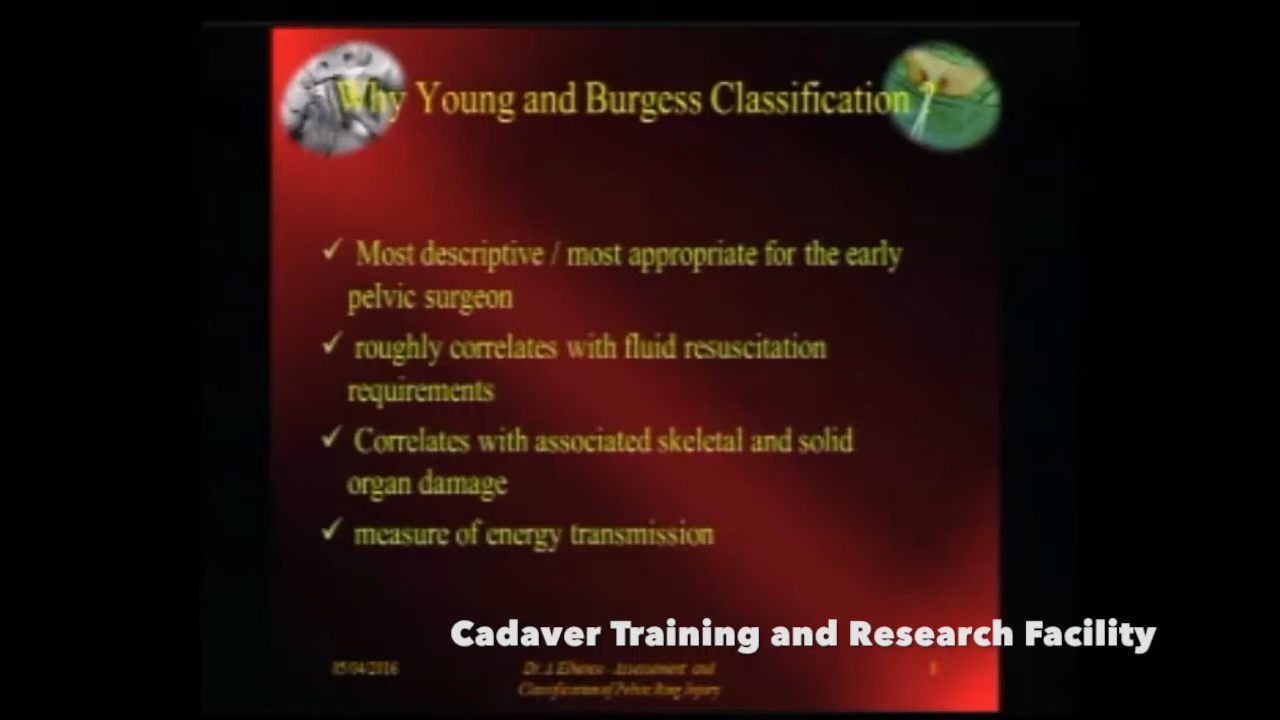 Why Young and Burgess Classification ?
✓ Most descriptive / most appropriate for the early
pelvic surgeon
✓ roughly correlates with fluid resuscitation
requirements
✓ Correlates with associated skeletal and solid
organ damage
✓ measure of energy transmission
Cadaver Training and Research Facility
05/04/2016
Dr. Assessment and
Classification of Pelvic Ring Injury